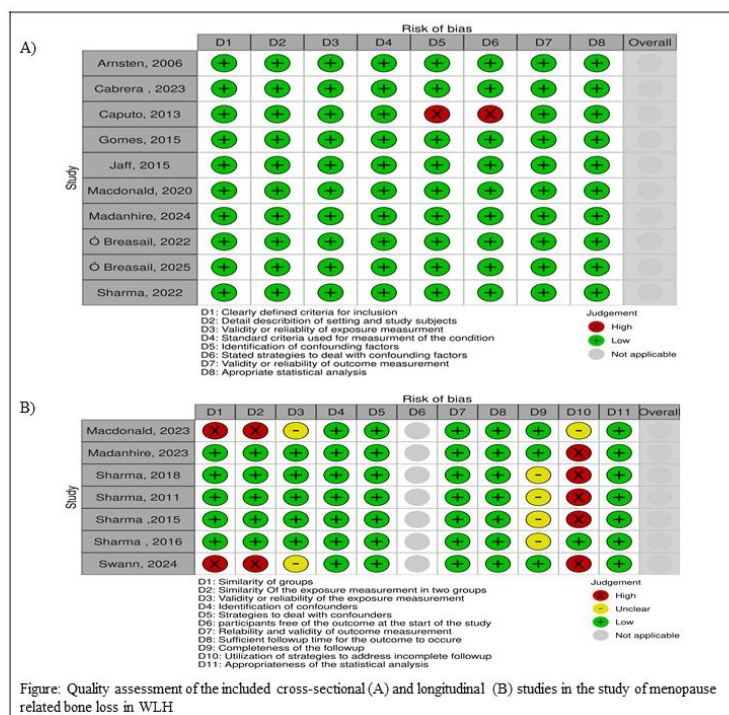 A)
Risk of bias
D1 D2 D3 D4 D5 D6 D7 D8 Overall
Study
Arnsten, 2006 + + + + + + + +
Cabrera , 2023 + + + + + + + +
Caputo, 2013 + + + + X X + +
Gomes, 2015 + + + + + + + +
Jaff, 2015 + + + + + + + +
Macdonald, 2020 + + + + + + + +
Madanhire, 2024 + + + + + + + +
Ó Breasail, 2022 + + + + + + + +
Ó Breasail, 2025 + + + + + + + +
Sharma, 2022 + + + + + + + +
D1: Clearly defined criteria for inclusion
D2: Detail describition of setting and study subjects
D3: Validity or reliablity of exposure measurment
D4: Standard criteria used for measurment of the condition
D5: Identification of confounding factors
D6: Stated strategies to deal with confounding factors
D7: Validity or reliability of outcome measurement
D8: Apropriate statistical analysis
Judgement
X High
+ Low
Not applicable
B)
Risk of bias
D1 D2 D3 D4 D5 D6 D7 D8 D9 D10 D11 Overall
Study
Macdonald, 2023 X X - + + + + + - +
Madanhire, 2023 + + + + + + + + X +
Sharma, 2018 + + + + + + + - X +
Sharma, 2011 + + + + + + + - X +
Sharma ,2015 + + + + + + + - X +
Sharma , 2016 + + + + + + + - + +
Swann, 2024 X X - + + + + + X +
D1: Similarity of groups
D2: Similarity Of the exposure measurement in two groups
D3: Validity or reliability of the exposure measurement
D4: Identification of confounders
D5: Strategies to deal with confounders
D6: participants free of the outcome at the start of the study
D7: Relability and validity of outcome measurement
D8: Sufficient followup time for the outcome to occure
D9: Completeness of the followup
D10: Utilization of strategies to address incomplete followup
D11: Appropriateness of the statistical analysis
Judgement
X High
- Unclear
+ Low
Not applicable
Figure: Quality assessment of the included cross-sectional (A) and longitudinal (B) studies in the study of menopause
related bone loss in WLH